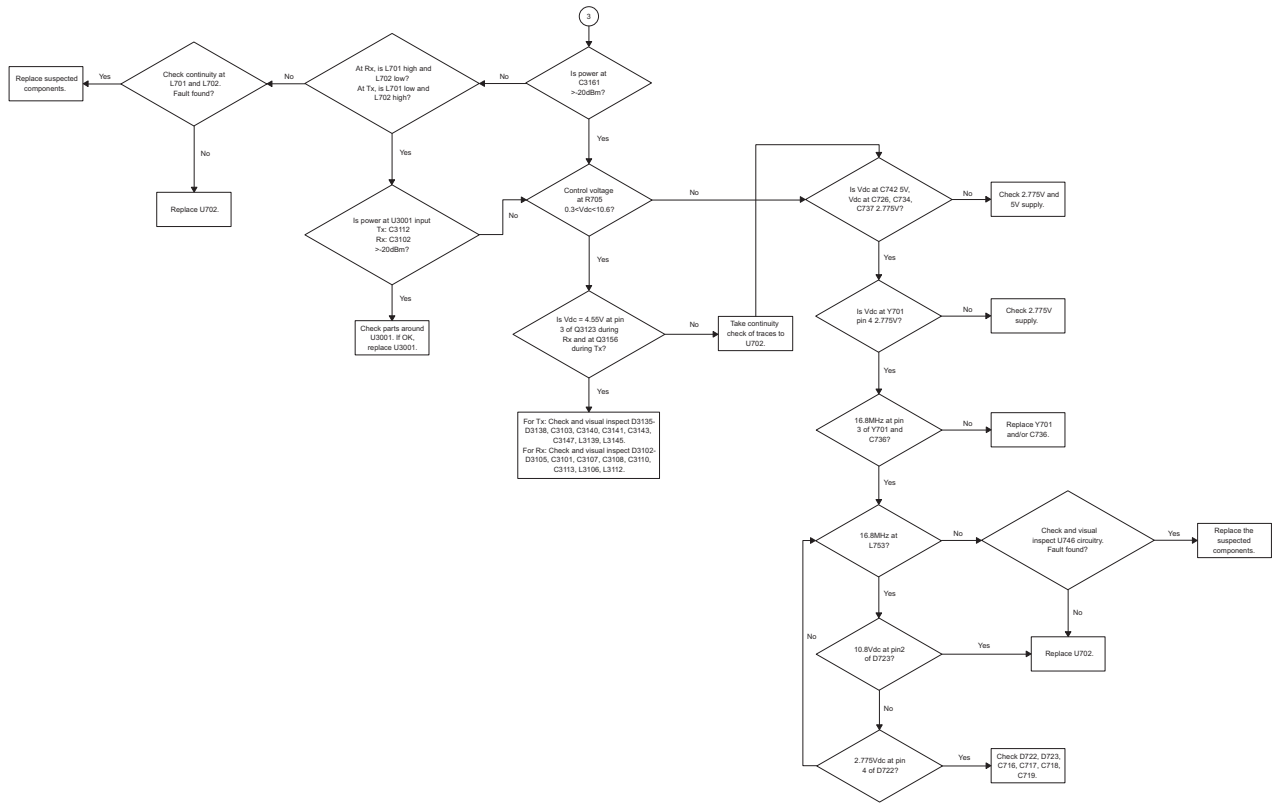 3
Replace suspected
components.
Yes
Check continuity at
L701 and L702.
Fault found?
No
At Rx, is L701 high and
L702 low?
At Tx, is L701 low and
L702 high?
No
Is power at
C3161
>-20dBm?
No
Replace U702.
Yes
Yes
Is power at U3001 input
Tx: C3112
Rx: C3102
>-20dBm?
No
Control voltage
at R705
0.3<Vdc<10.6?
No
Is Vdc at C742 5V,
Vdc at C726, C734,
C737 2.775V?
No
Check 2.775V and
5V supply.
Yes
Check parts around
U3001. If OK,
replace U3001.
Yes
Is Vdc = 4.55V at pin
3 of Q3123 during
Rx and at Q3156
during Tx?
No
Take continuity
check of traces to
U702.
Yes
Is Vdc at Y701
pin 4 2.775V?
No
Check 2.775V
supply.
Yes
For Tx: Check and visual inspect D3135-
D3138, C3103, C3140, C3141, C3143,
C3147, L3139, L3145.
For Rx: Check and visual inspect D3102-
D3105, C3101, C3107, C3108, C3110,
C3113, L3106, L3112.
Yes
16.8MHz at pin
3 of Y701 and
C736?
No
Replace Y701
and/or C736.
Yes
16.8MHz at
L753?
No
Check and visual
inspect U746 circuitry.
Fault found?
Yes
Replace the
suspected
components.
Yes
No
No
10.8Vdc at pin2
of D723?
Yes
Replace U702.
No
2.775Vdc at pin
4 of D722?
Yes
Check D722, D723,
C716, C717, C718,
C719.